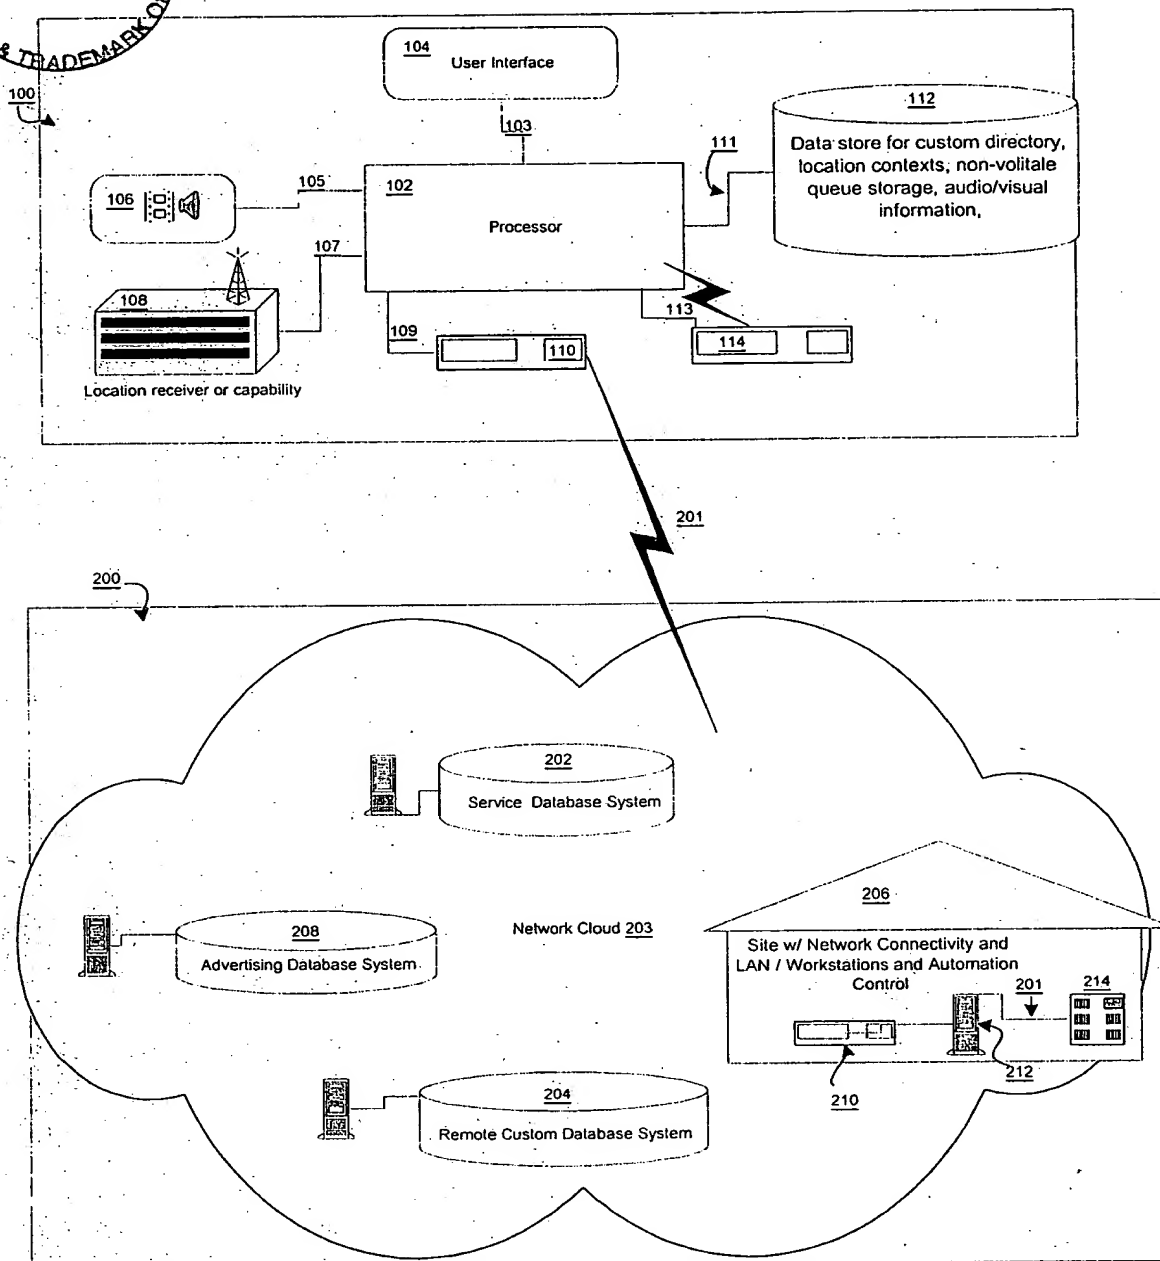 & TRADEMARK
100
104
User Interface
103
112
Data store for custom directory,
location contexts, non-volitale
queue storage, audio/visual
information,
111
106
105
102
Processor
107
108
Location receiver or capability
109
110
113
114
201
200
202
Service Database System
208
Advertising Database System
Network Cloud 203
206
Site w/ Network Connectivity and
LAN / Workstations and Automation
Control
201
214
212
210
204
Remote Custom Database System